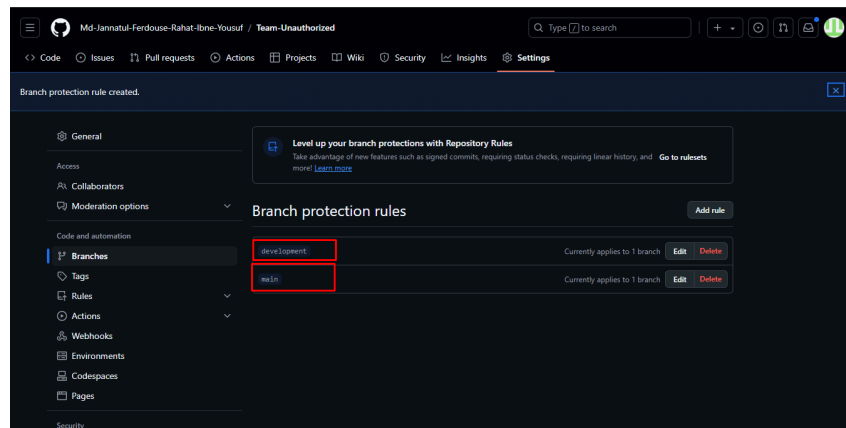 Md-Jannatul-Ferdouse-Rahat-Ibne-Yousuf / Team-Unauthorized
Type / to search
Code Issues Pull requests Actions Projects Wiki Security Insights Settings
Branch protection rule created.
General
Access
Collaborators
Moderation options
Code and automation
Branches
Tags
Rules
Actions
Webhooks
Environments
Codespaces
Pages
Security
Level up your branch protections with Repository Rules
Take advantage of new features such as signed commits, requiring status checks, requiring linear history, and Go to rulesets
more! Learn more
Branch protection rules Add rule
development Currently applies to 1 branch Edit Delete
main Currently applies to 1 branch Edit Delete